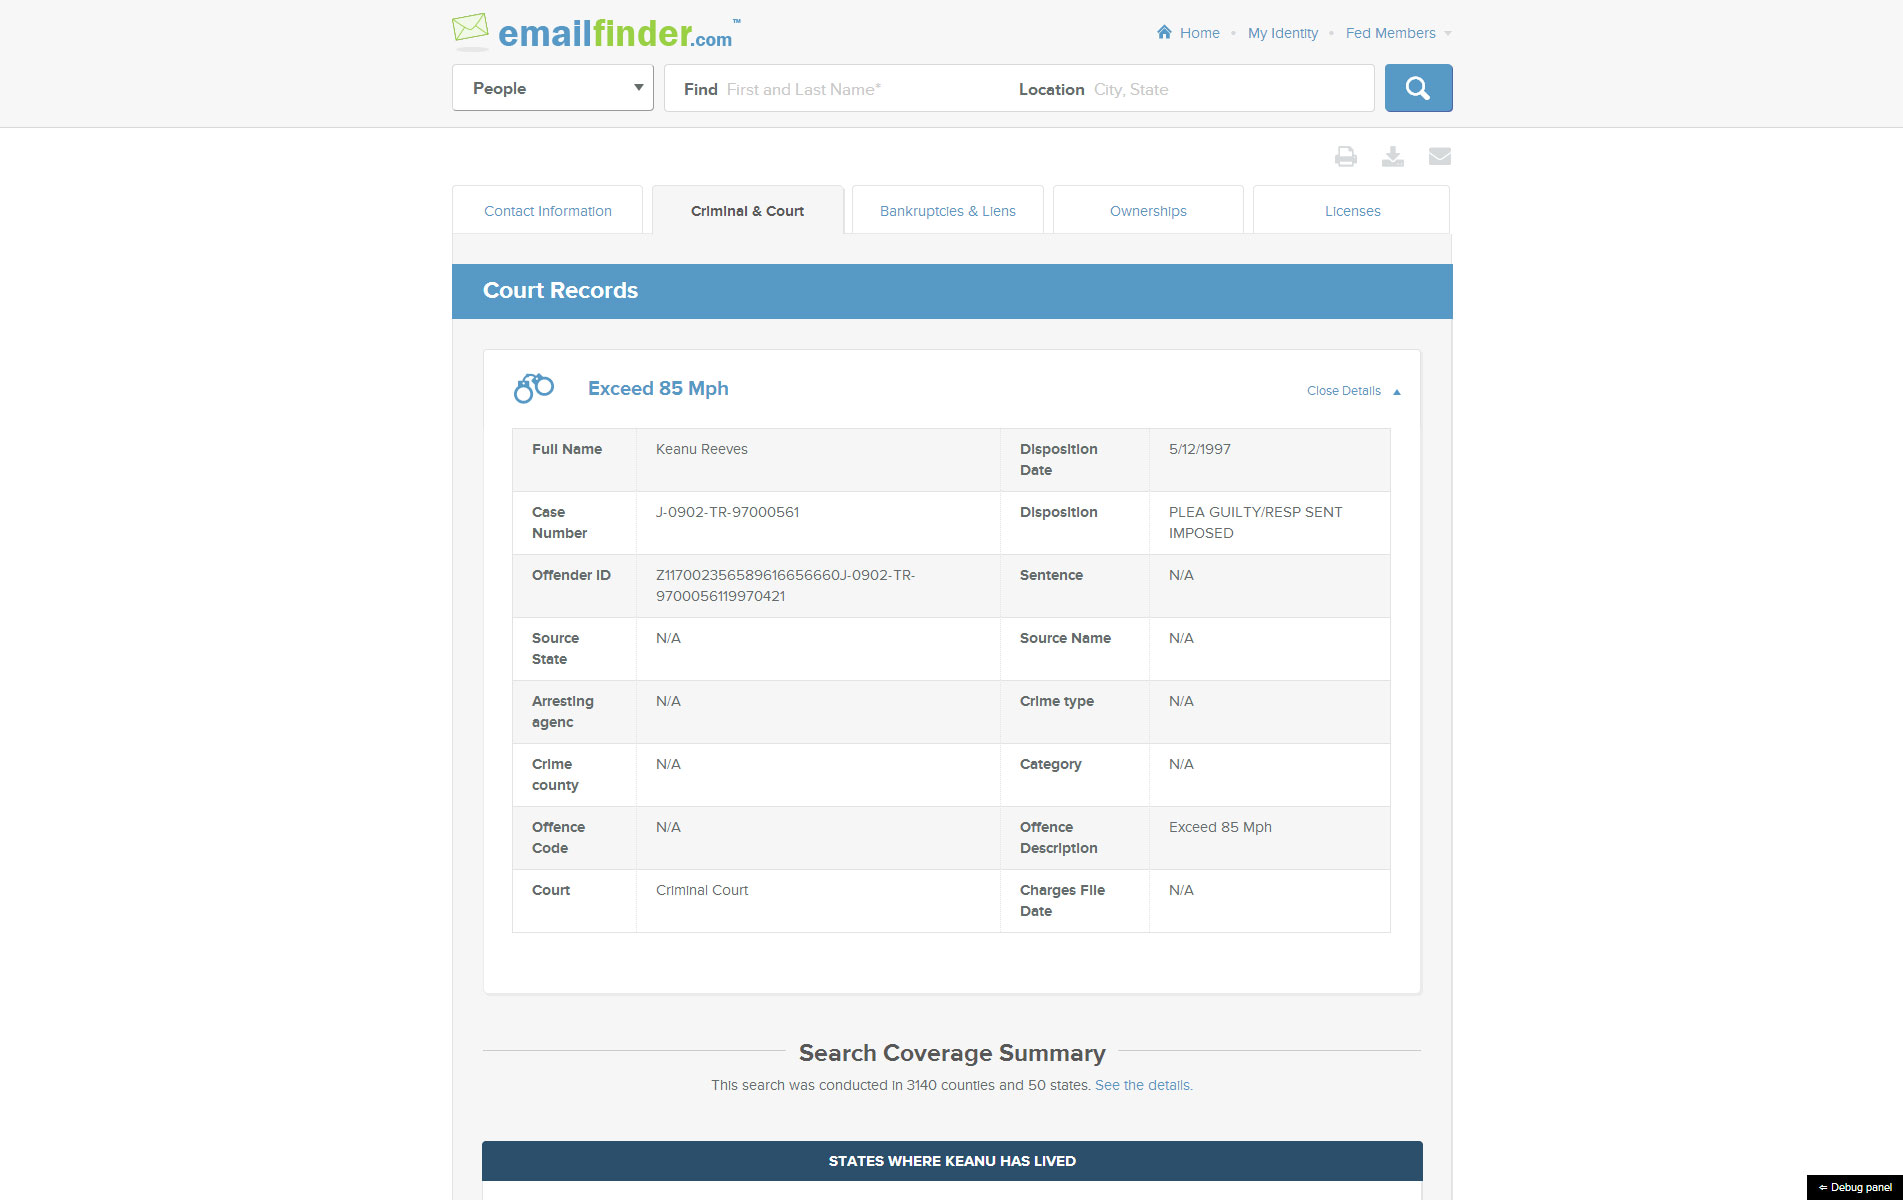 emailfinder.com™
Home • My Identity • Fed Members
People
Find First and Last Name* Location City, State
Contact Information Criminal & Court Bankruptcies & Liens Ownerships Licenses
Court Records
Exceed 85 Mph Close Details
Full Name Keanu Reeves Disposition Date 5/12/1997
Case Number J-0902-TR-97000561 Disposition PLEA GUILTY/RESP SENT IMPOSED
Offender ID Z117002356589616656660J-0902-TR-9700056119970421 Sentence N/A
Source State N/A Source Name N/A
Arresting agenc N/A Crime type N/A
Crime county N/A Category N/A
Offence Code N/A Offence Description Exceed 85 Mph
Court Criminal Court Charges File Date N/A
Search Coverage Summary
This search was conducted in 3140 counties and 50 states. See the details.
STATES WHERE KEANU HAS LIVED
⇐ Debug panel